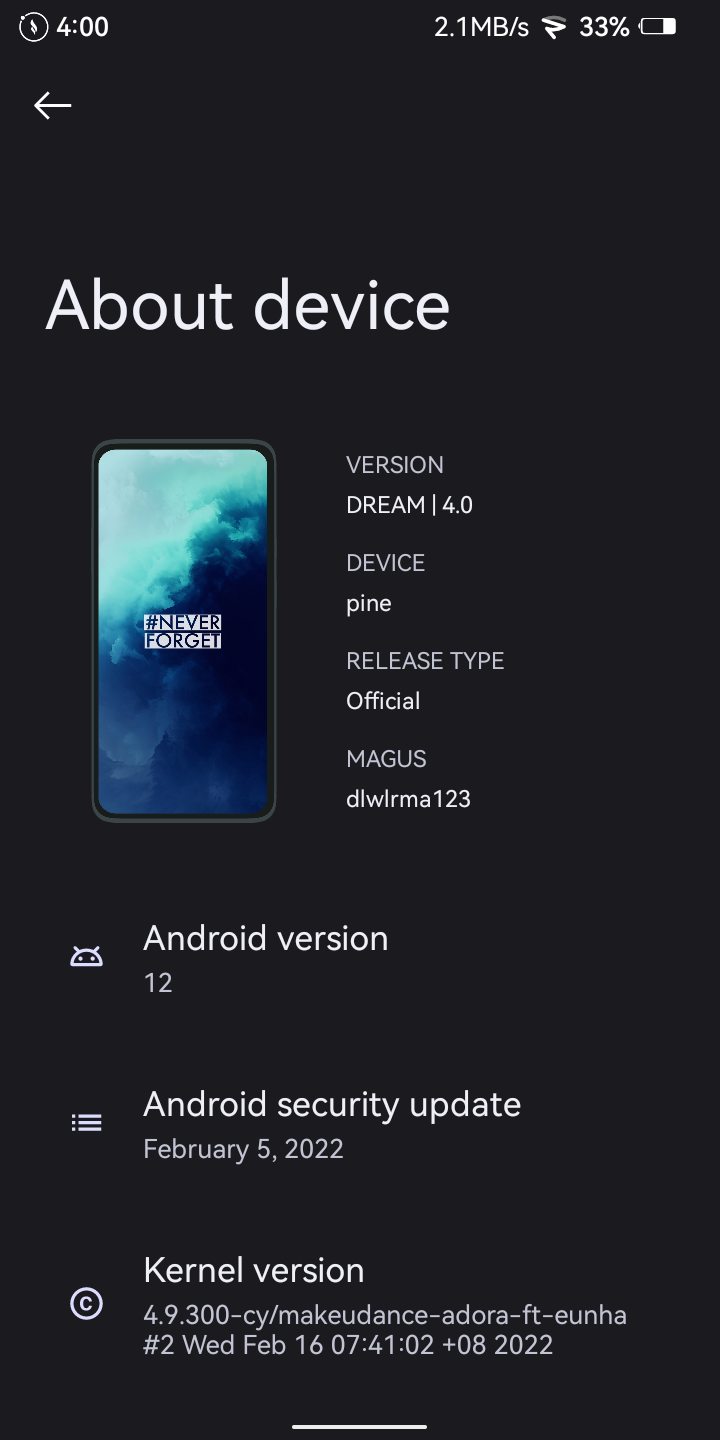 4:00
2.1MB/s 33%
About device
#NEVER
FORGET
VERSION
DREAM | 4.0
DEVICE
pine
RELEASE TYPE
Official
MAGUS
dlwlrma123
Android version
12
Android security update
February 5, 2022
Kernel version
4.9.300-cy/makeudance-adora-ft-eunha
#2 Wed Feb 16 07:41:02 +08 2022